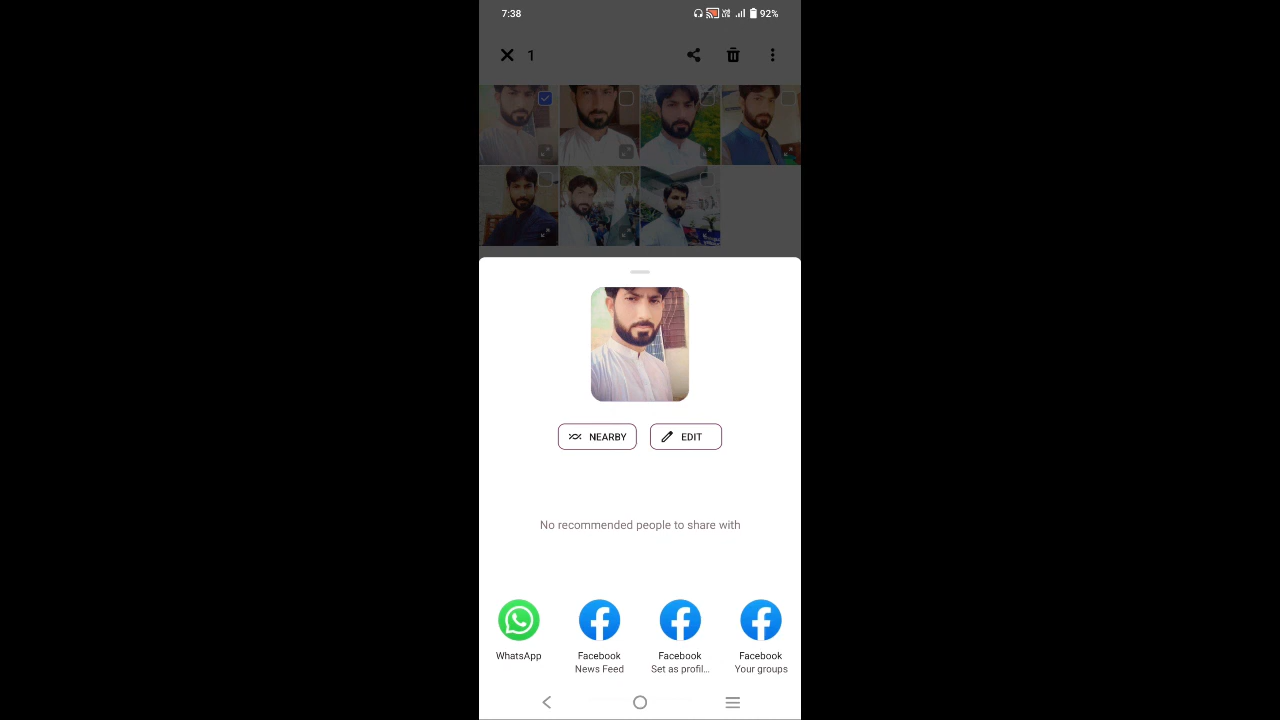 7:38
92%
1
NEARBY
EDIT
No recommended people to share with
WhatsApp
Facebook
News Feed
Facebook
Set as profil...
Facebook
Your groups